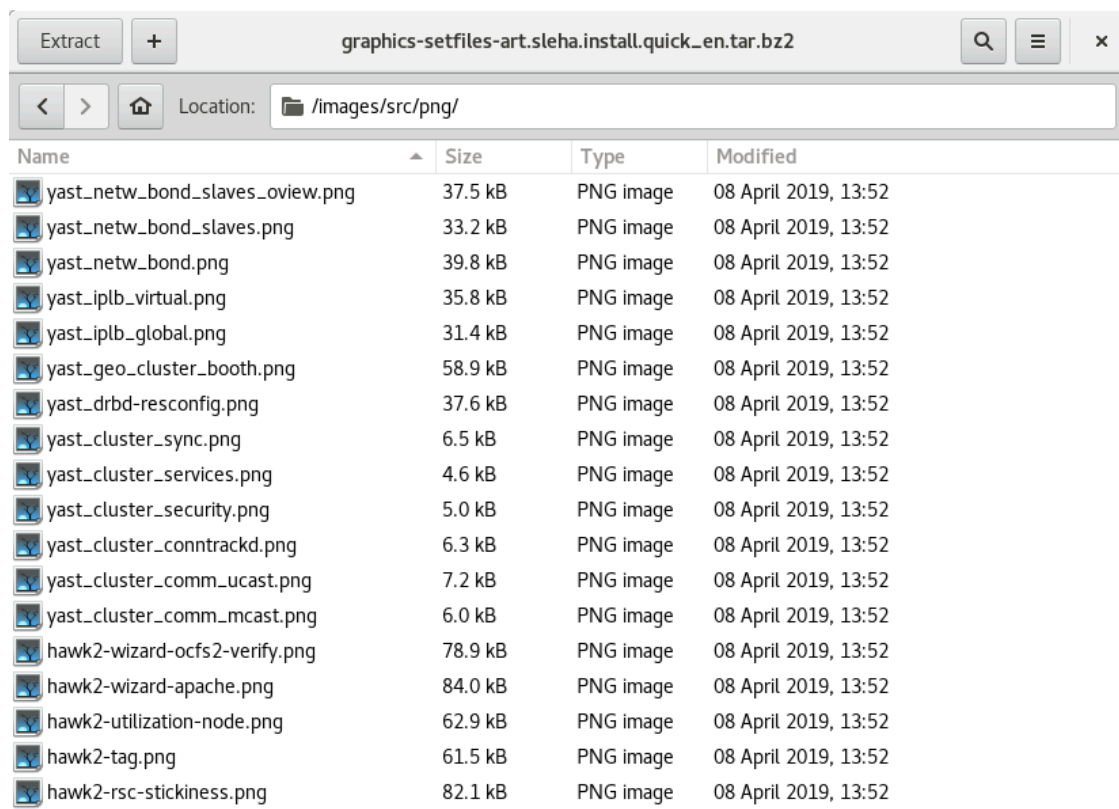 Extract + graphics-setfiles-art.sleha.install.quick_en.tar.bz2
Location: /images/src/png/
Name Size Type Modified
yast_netw_bond_slaves_oview.png 37.5 kB PNG image 08 April 2019, 13:52
yast_netw_bond_slaves.png 33.2 kB PNG image 08 April 2019, 13:52
yast_netw_bond.png 39.8 kB PNG image 08 April 2019, 13:52
yast_iplb_virtual.png 35.8 kB PNG image 08 April 2019, 13:52
yast_iplb_global.png 31.4 kB PNG image 08 April 2019, 13:52
yast_geo_cluster_booth.png 58.9 kB PNG image 08 April 2019, 13:52
yast_drbd-resconfig.png 37.6 kB PNG image 08 April 2019, 13:52
yast_cluster_sync.png 6.5 kB PNG image 08 April 2019, 13:52
yast_cluster_services.png 4.6 kB PNG image 08 April 2019, 13:52
yast_cluster_security.png 5.0 kB PNG image 08 April 2019, 13:52
yast_cluster_conntrackd.png 6.3 kB PNG image 08 April 2019, 13:52
yast_cluster_comm_ucast.png 7.2 kB PNG image 08 April 2019, 13:52
yast_cluster_comm_mcast.png 6.0 kB PNG image 08 April 2019, 13:52
hawk2-wizard-ocfs2-verify.png 78.9 kB PNG image 08 April 2019, 13:52
hawk2-wizard-apache.png 84.0 kB PNG image 08 April 2019, 13:52
hawk2-utilization-node.png 62.9 kB PNG image 08 April 2019, 13:52
hawk2-tag.png 61.5 kB PNG image 08 April 2019, 13:52
hawk2-rsc-stickiness.png 82.1 kB PNG image 08 April 2019, 13:52